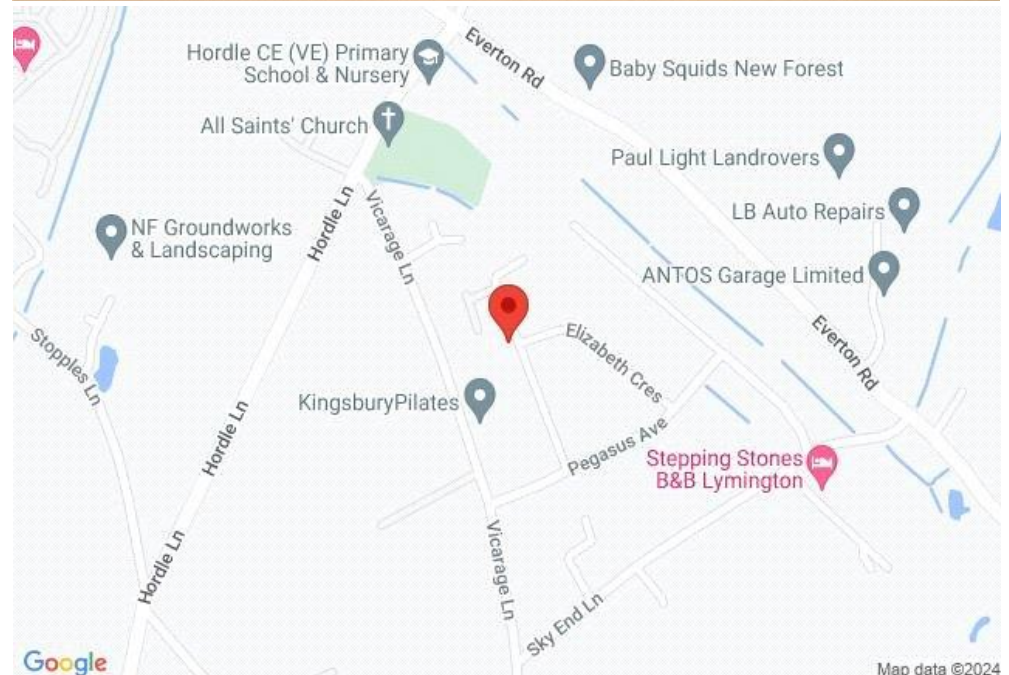 Everton Rd
Hordle CE (VE) Primary
School & Nursery
Baby Squids New Forest
All Saints' Church
Paul Light Landrovers
LB Auto Repairs
Vicarage Ln
Hordle Ln
NF Groundworks
& Landscaping
ANTOS Garage Limited
Stopples Ln
Elizabeth Cres
Everton Rd
KingsburyPilates
Hordle Ln
Pegasus Ave
Stepping Stones
B&B Lymington
Vicarage Ln
Hordle Ln
Sky End Ln
Google
Map data ©2024